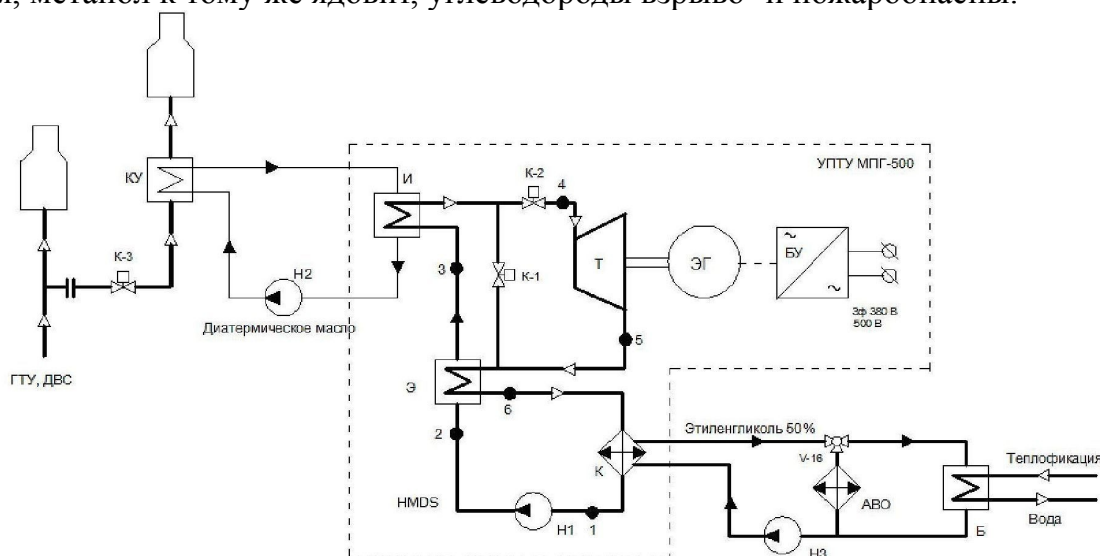 метанол к тому же ядовит, углеводороды взрыво- и пожароопасны.
КУ
И
К-2
4
УПТУ МПГ-500
К-3
Н2
3
К-1
Т
ЭГ
~
БУ
~
3ф 380 В
500 В
Диатермическое масло
5
ГТУ, ДВС
Э
6
2
Этиленгликоль 50%
V-16
Теплофикация
К
HMDS
АВО
Вода
Н1
1
Б
Н3